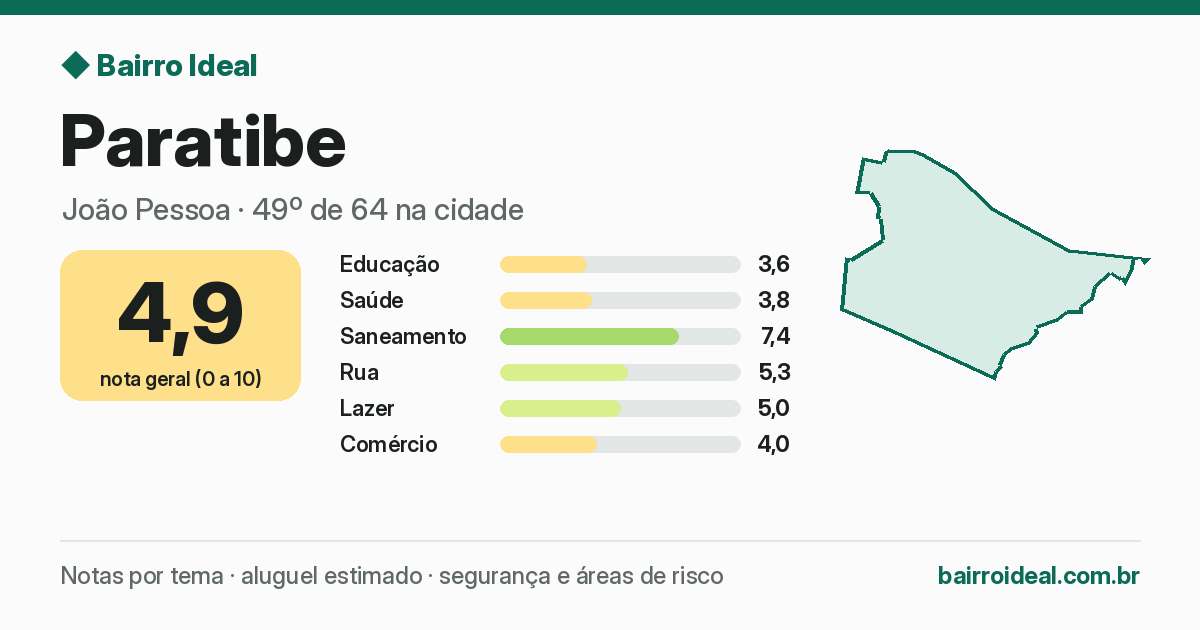 Bairro Ideal
Paratibe
João Pessoa · 49º de 64 na cidade
4,9
nota geral (0 a 10)
Educação 3,6
Saúde 3,8
Saneamento 7,4
Rua 5,3
Lazer 5,0
Comércio 4,0
Notas por tema · aluguel estimado · segurança e áreas de risco
bairroideal.com.br